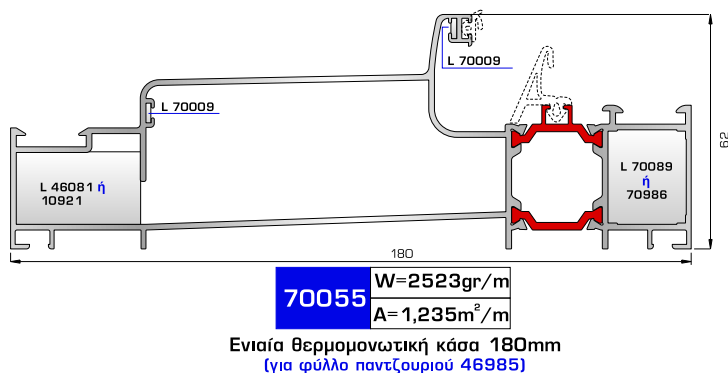 L 70009
L 70009
L 46081 ή
10921
L 70089
ή
70986
62
180
70055
W=2523gr/m
A=1,235m²/m
Ενιαία θερμομονωτική κάσα 180mm
(για φύλλο παντζουριού 46985)